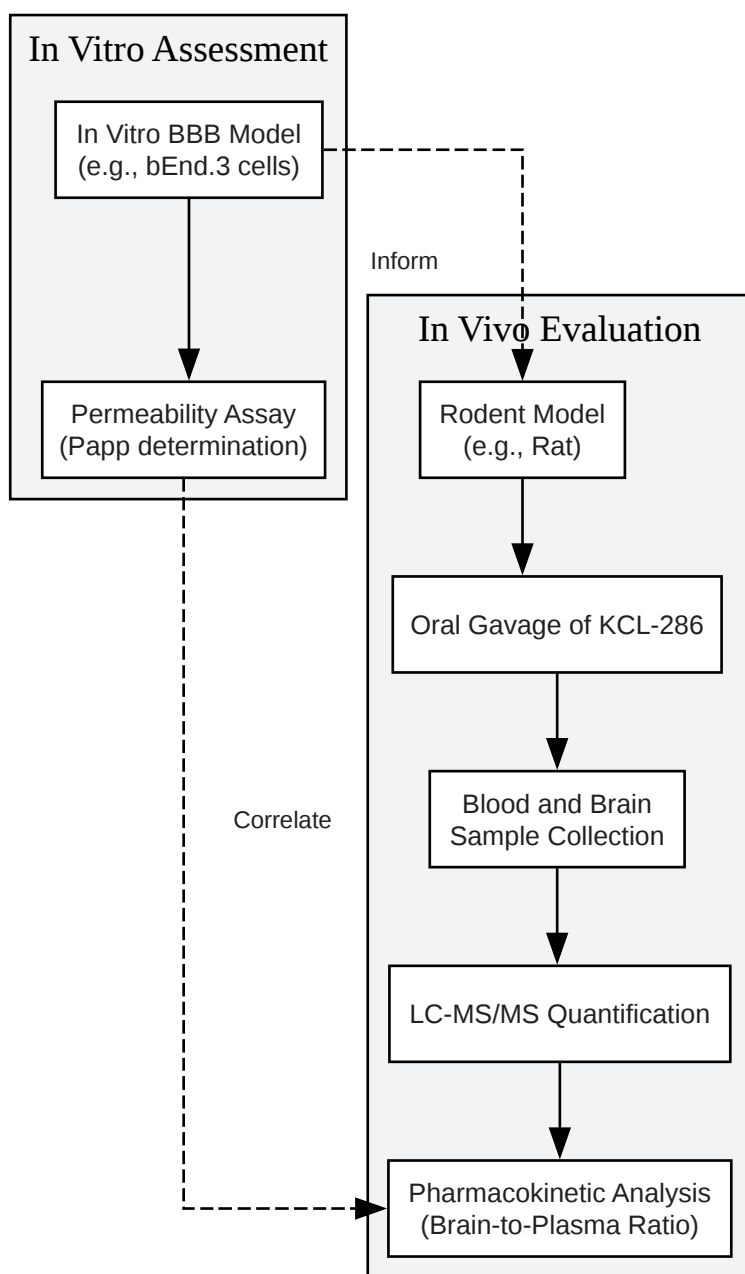 In Vitro Assessment
In Vitro BBB Model
(e.g., bEnd.3 cells)
Inform
Permeability Assay
(Papp determination)
In Vivo Evaluation
Rodent Model
(e.g., Rat)
Oral Gavage of KCL-286
Blood and Brain
Sample Collection
Correlate
LC-MS/MS Quantification
Pharmacokinetic Analysis
(Brain-to-Plasma Ratio)